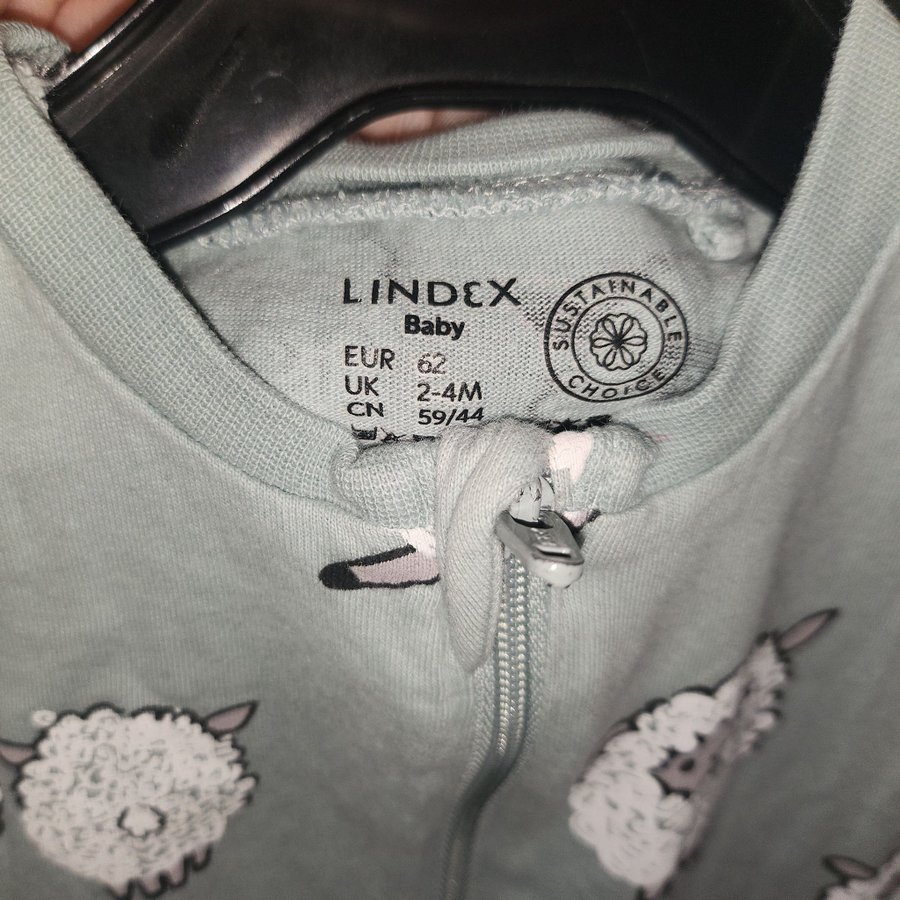 LINDEX
Baby
EUR 62
UK 2-4M
CN 59/44
SUSTAINABLE
CHOICE